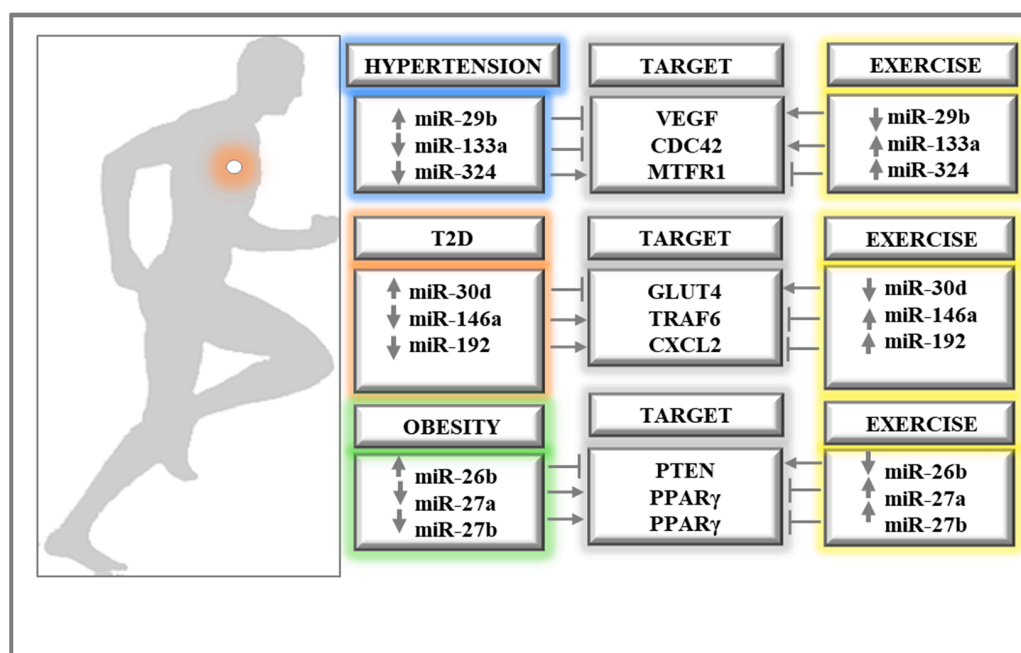 HYPERTENSION TARGET EXERCISE
miR-29b VEGF miR-29b
miR-133a CDC42 miR-133a
miR-324 MTFR1 miR-324
T2D TARGET EXERCISE
miR-30d GLUT4 miR-30d
miR-146a TRAF6 miR-146a
miR-192 CXCL2 miR-192
OBESITY TARGET EXERCISE
miR-26b PTEN miR-26b
miR-27a PPARγ miR-27a
miR-27b PPARγ miR-27b